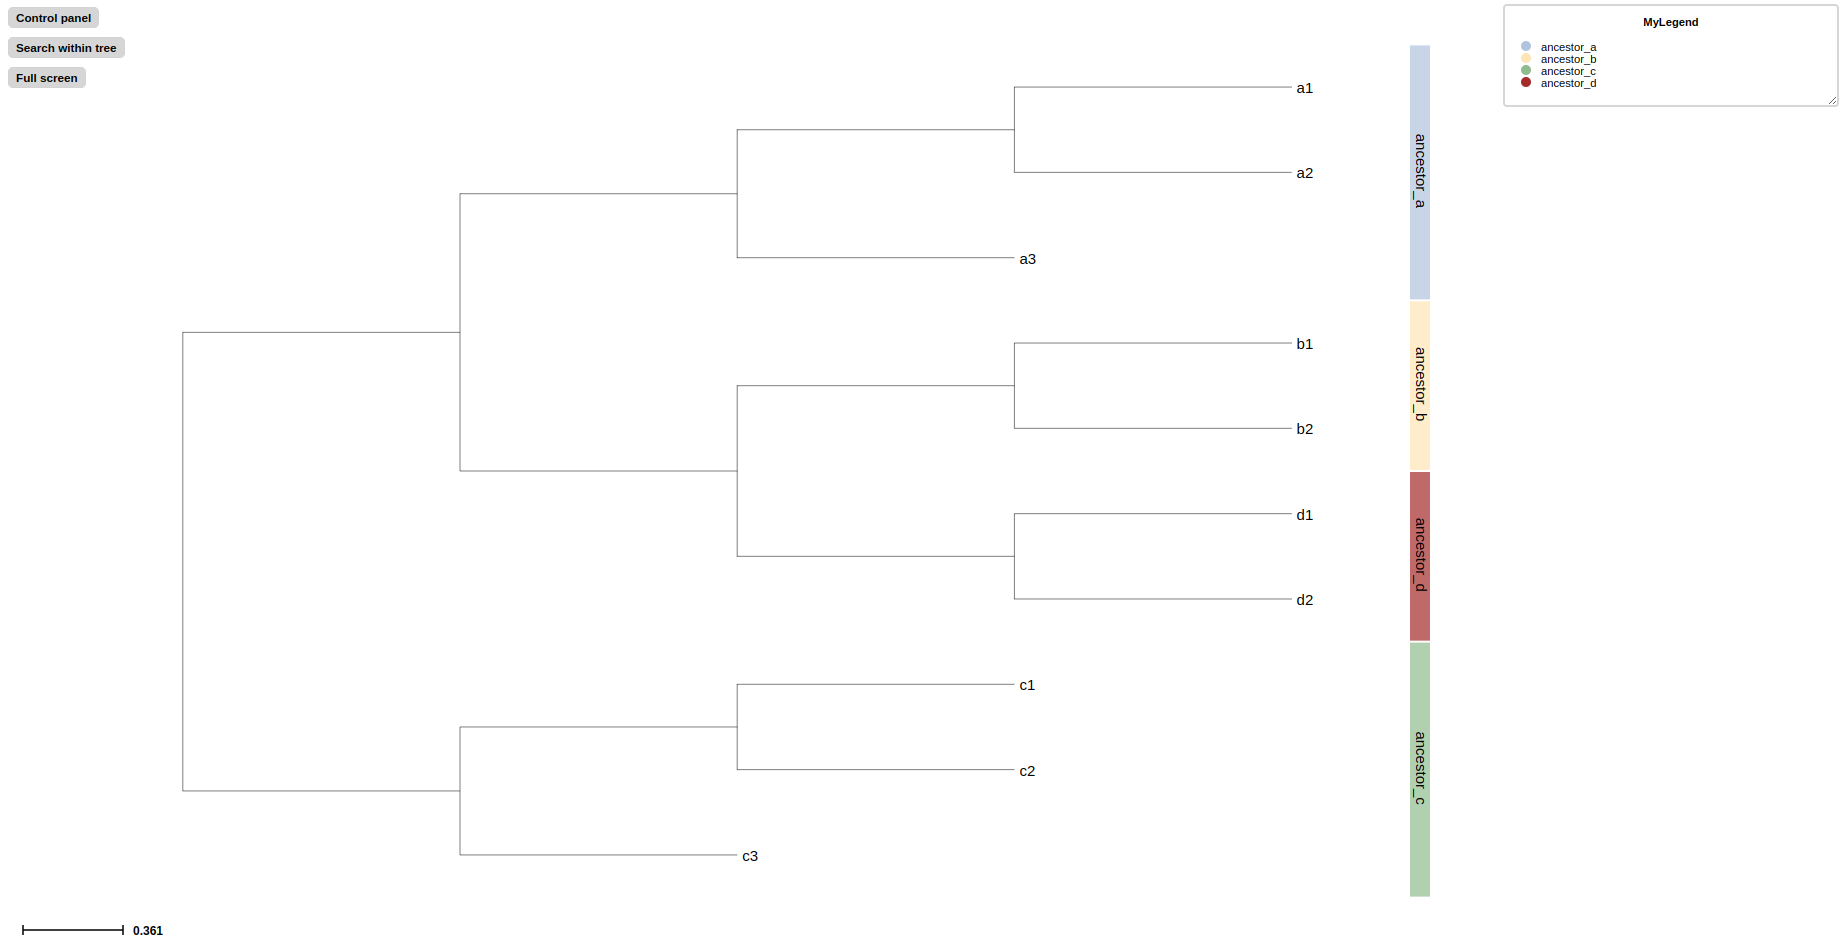 Control panel
Search within tree
Full screen
MyLegend
ancestor_a
ancestor_b
ancestor_c
ancestor_d
a1
a2
a3
b1
b2
d1
d2
c1
c2
c3
ancestor_a
ancestor_b
ancestor_d
ancestor_c
0.361